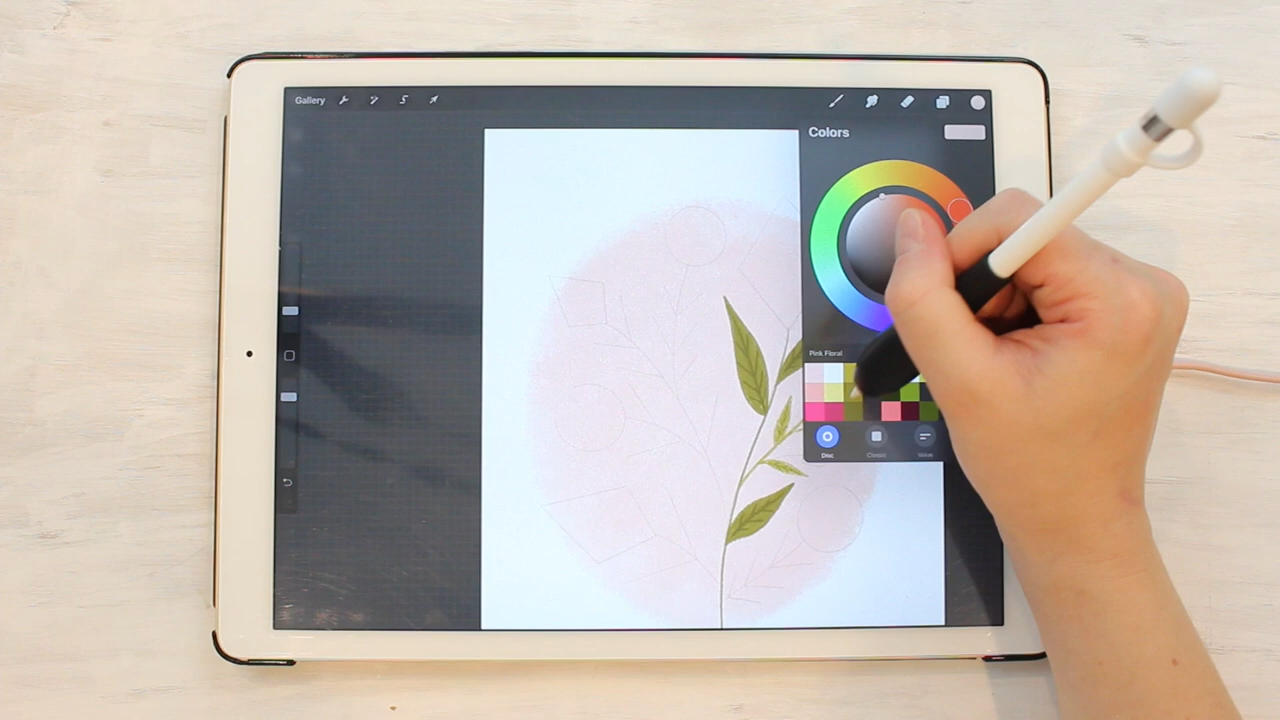 Gallery
Colors
Pink Floral
Disc
Classic
Value